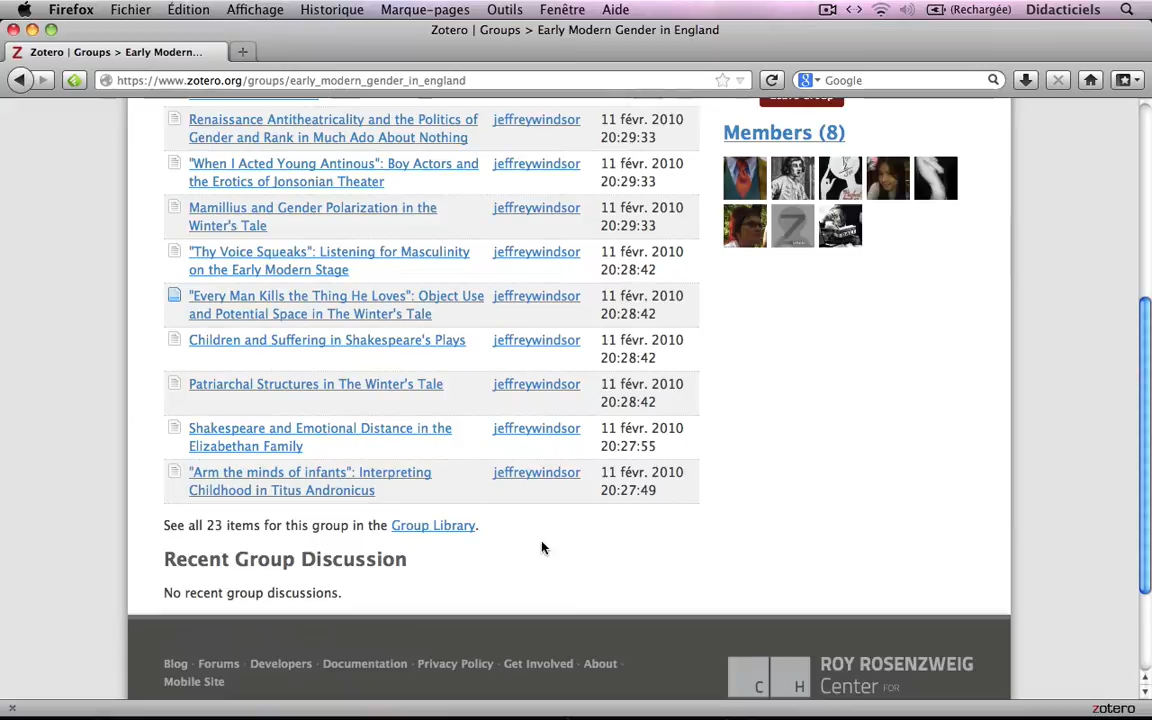 Firefox Fichier Édition Affichage Historique Marque-pages Outils Fenêtre Aide (Rechargée) Didacticiels
Zotero | Groups > Early Modern Gender in England
Zotero | Groups > Early Modern...
https://www.zotero.org/groups/early_modern_gender_in_england Google
Renaissance Antitheatricality and the Politics of jeffreywindsor 11 févr. 2010
Gender and Rank in Much Ado About Nothing 20:29:33
Members (8)
"When I Acted Young Antinous": Boy Actors and jeffreywindsor 11 févr. 2010
the Erotics of Jonsonian Theater 20:29:33
Mamillius and Gender Polarization in the jeffreywindsor 11 févr. 2010
Winter's Tale 20:29:33
"Thy Voice Squeaks": Listening for Masculinity jeffreywindsor 11 févr. 2010
on the Early Modern Stage 20:28:42
"Every Man Kills the Thing He Loves": Object Use jeffreywindsor 11 févr. 2010
and Potential Space in The Winter's Tale 20:28:42
Children and Suffering in Shakespeare's Plays jeffreywindsor 11 févr. 2010
20:28:42
Patriarchal Structures in The Winter's Tale jeffreywindsor 11 févr. 2010
20:28:42
Shakespeare and Emotional Distance in the jeffreywindsor 11 févr. 2010
Elizabethan Family 20:27:55
"Arm the minds of infants": Interpreting jeffreywindsor 11 févr. 2010
Childhood in Titus Andronicus 20:27:49
See all 23 items for this group in the Group Library.
Recent Group Discussion
No recent group discussions.
Blog · Forums · Developers · Documentation · Privacy Policy · Get Involved · About ·
Mobile Site
C H
ROY ROSENZWEIG
Center FOR
zotero